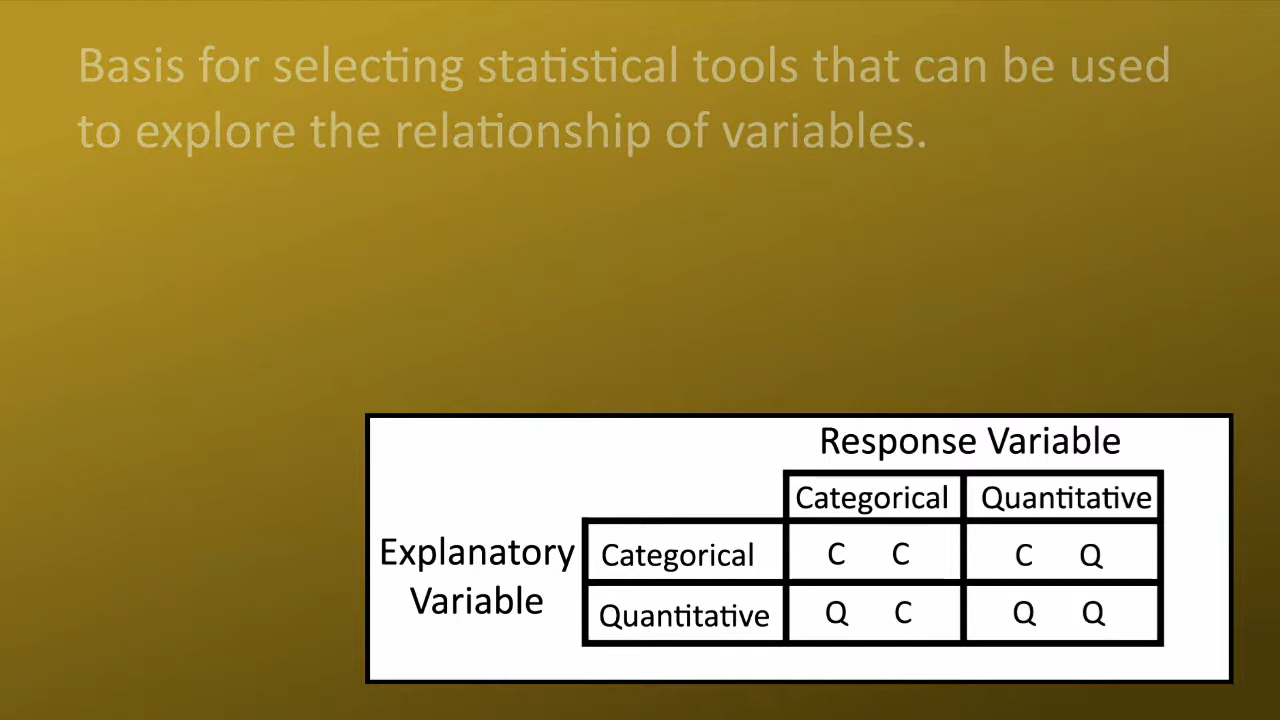 Basis for selecting statistical tools that can be used
to explore the relationship of variables.
Response Variable
Categorical Quantitative
Explanatory
Variable
Categorical C C C Q
Quantitative Q C Q Q